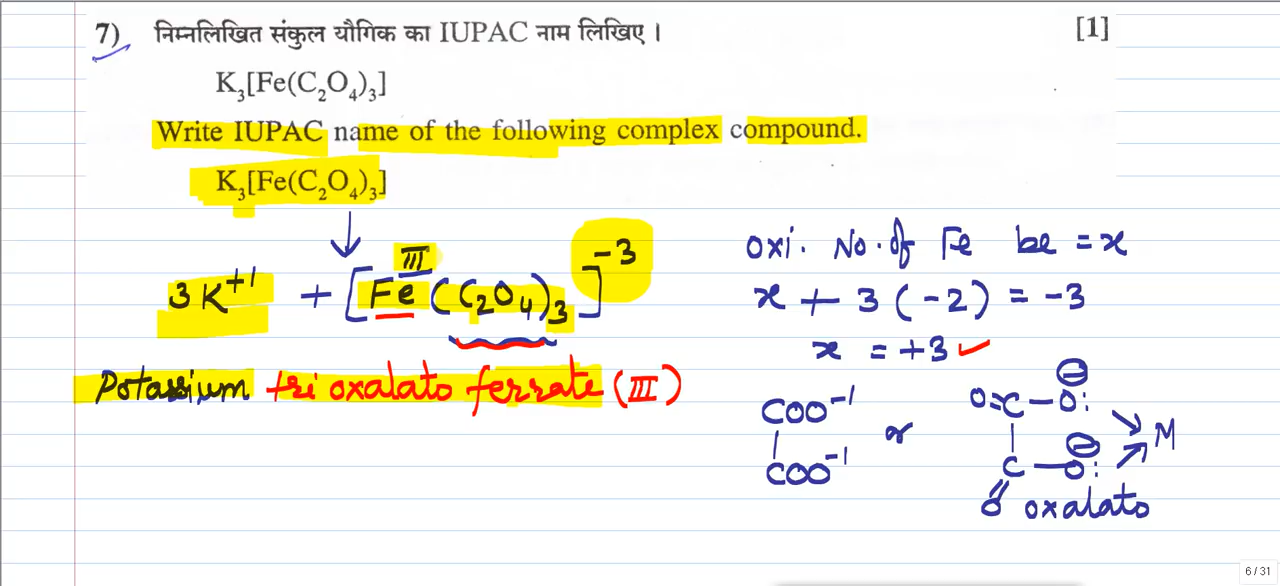 7) निम्नलिखित संकुल यौगिक का IUPAC नाम लिखिए । [1]
K₃[Fe(C₂O₄)₃]
Write IUPAC name of the following complex compound.
K₃[Fe(C₂O₄)₃]
III
3K⁺¹ + [Fe(C₂O₄)₃]⁻³
Potassium trioxalato ferrate (III)
oxi. No. of Fe be = x
x + 3(-2) = -3
x = +3 ✓
COO⁻¹
COO⁻¹
or
O=C—O:
C—O:
O
M
oxalato
6 / 31